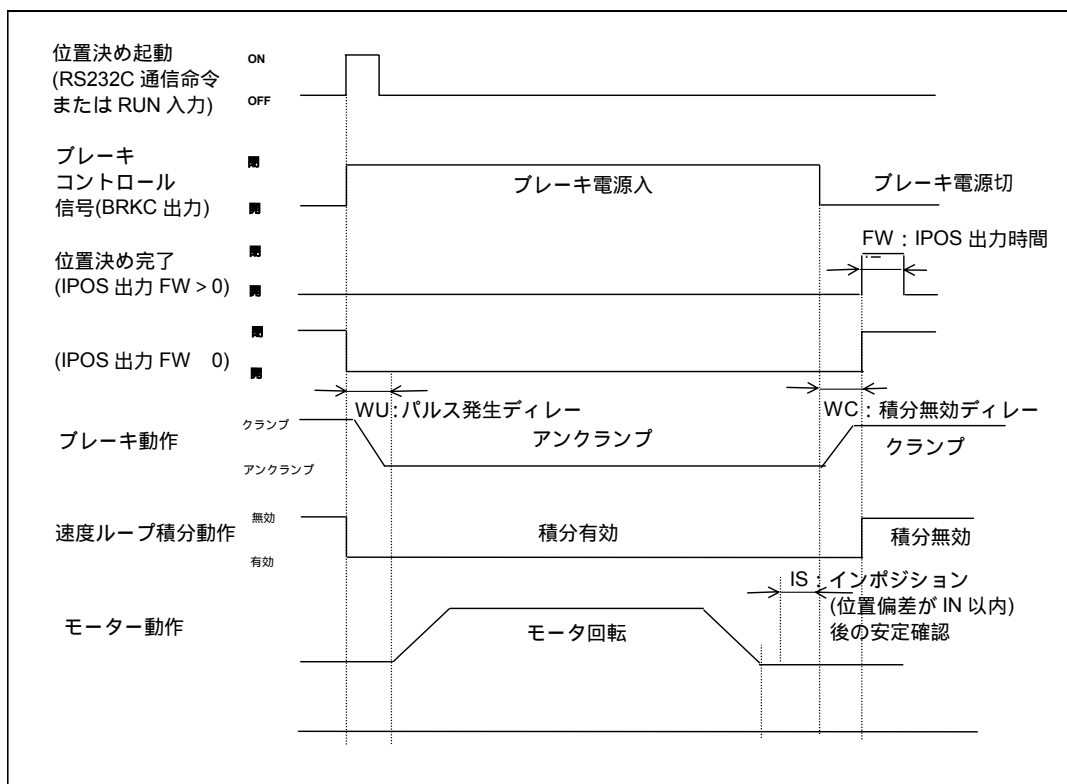 位置決め起動
(RS232C 通信命令
または RUN 入力)
ON
OFF
ブレーキ
コントロール
信号(BRKC 出力)
ブレーキ電源入
ブレーキ電源切
FW：IPOS 出力時間
位置決め完了
(IPOS 出力 FW > 0)
(IPOS 出力 FW 0)
WU：パルス発生ディレー
WC：積分無効ディレー
ブレーキ動作
クランプ
アンクランプ
アンクランプ
クランプ
速度ループ積分動作
無効
有効
積分有効
積分無効
IS：インポジション
(位置偏差が IN 以内)
後の安定確認
モーター動作
モータ回転